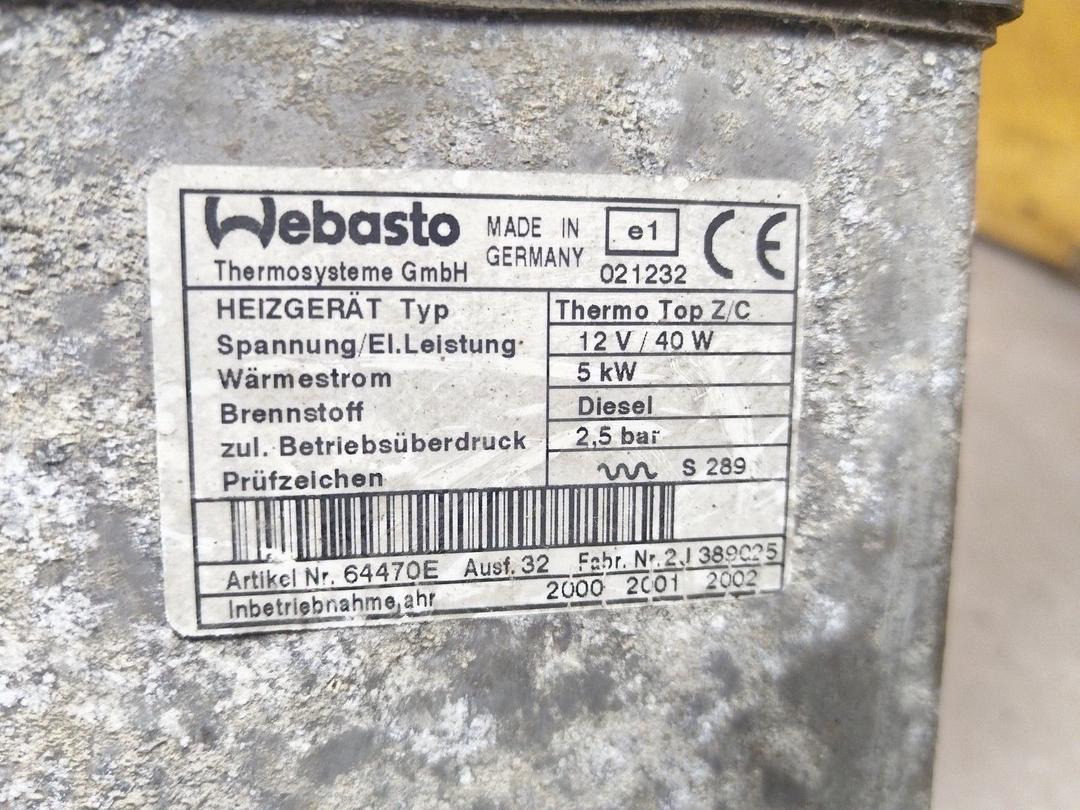 Webasto
Thermosysteme GmbH
MADE IN
GERMANY
e1
021232
CE
HEIZGERÄT Typ Thermo Top Z/C
Spannung/El.Leistung 12 V / 40 W
Wärmestrom 5 kW
Brennstoff Diesel
zul. Betriebsüberdruck 2,5 bar
Prüfzeichen S 289
Artikel Nr. 64470E Ausf. 32 Fabr. Nr. 2J 389025
Inbetriebnahmejahr 2000 2001 2002